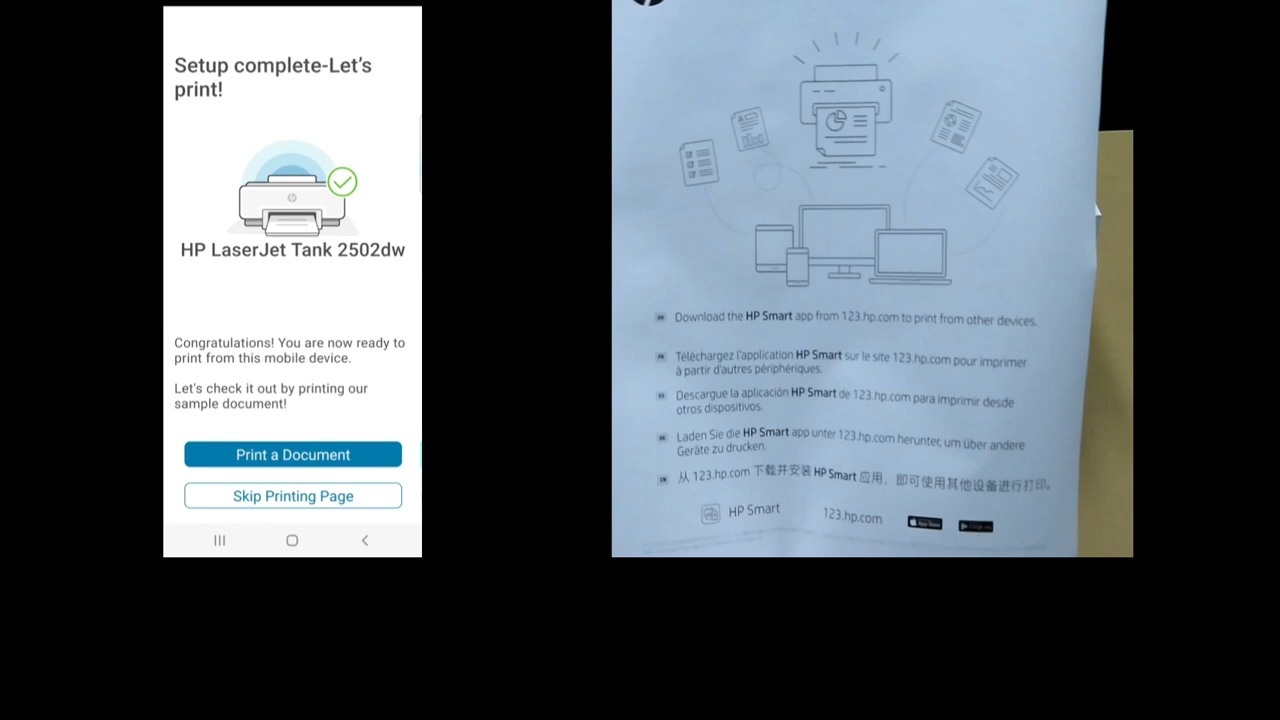 Setup complete-Let's
print!
HP LaserJet Tank 2502dw
Congratulations! You are now ready to
print from this mobile device.
Let's check it out by printing our
sample document!
Print a Document
Skip Printing Page
Download the HP Smart app from 123.hp.com to print from other devices.
Téléchargez l'application HP Smart sur le site 123.hp.com pour imprimer
à partir d'autres périphériques.
Descargue la aplicación HP Smart de 123.hp.com para imprimir desde
otros dispositivos.
Laden Sie die HP Smart app unter 123.hp.com herunter, um über andere
Geräte zu drucken.
从 123.hp.com 下载并安装 HP Smart 应用，即可使用其他设备进行打印。
HP Smart
123.hp.com
App Store